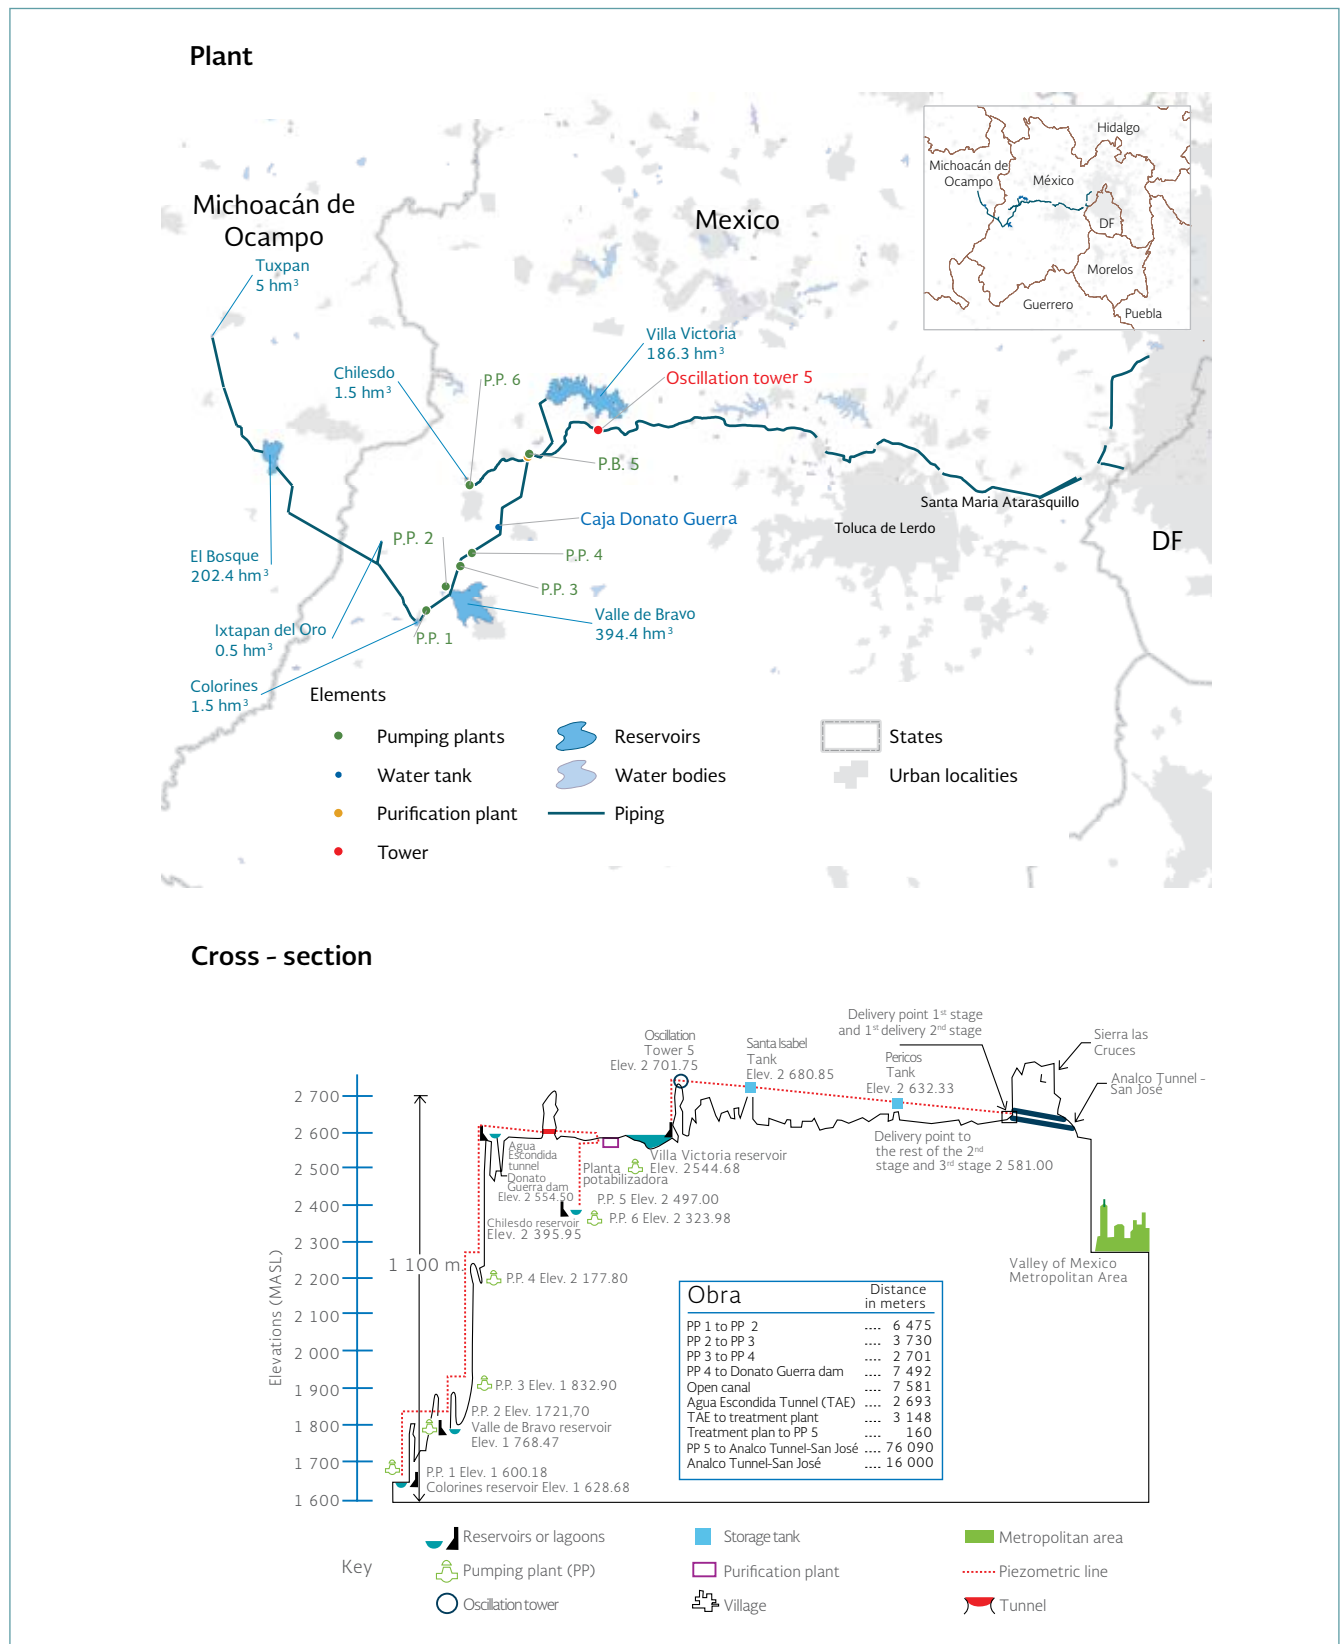 Plant
Michoacán de
Ocampo
Mexico
Hidalgo
Michoacán de
Ocampo
México
DF
Morelos
Guerrero
Puebla
Tuxpan
5 hm³
Villa Victoria
186.3 hm³
Chilesdo
1.5 hm³
P.P. 6
Oscillation tower 5
P.B. 5
Santa Maria Atarasquillo
Caja Donato Guerra
Toluca de Lerdo
P.P. 2
DF
El Bosque
202.4 hm³
P.P. 4
P.P. 3
Valle de Bravo
394.4 hm³
Ixtapan del Oro
0.5 hm³
P.P. 1
Colorines
1.5 hm³
Elements
Pumping plants
Reservoirs
States
Water tank
Water bodies
Urban localities
Purification plant
Piping
Tower
Cross - section
Delivery point 1st stage
and 1st delivery 2nd stage
Sierra las
Cruces
Oscillation
Tower 5
Elev. 2 701.75
Santa Isabel
Tank
Elev. 2 680.85
Pericos
Tank
Elev. 2 632.33
Analco Tunnel -
San José
Elevations (MASL)
2 700
2 600
2 500
2 400
2 300
2 200
2 100
2 000
1 900
1 800
1 700
1 600
1 100 m.
Agua
Escondida
tunnel
Donato
Guerra dam
Elev. 2 554.50
Planta
potabilizadora
Villa Victoria reservoir
Elev. 2544.68
Delivery point to
the rest of the 2nd
stage and 3rd stage 2 581.00
P.P. 5 Elev. 2 497.00
P.P. 6 Elev. 2 323.98
Chilesdo reservoir
Elev. 2 395.95
P.P. 4 Elev. 2 177.80
Valley of Mexico
Metropolitan Area
P.P. 3 Elev. 1 832.90
P.P. 2 Elev. 1721,70
Valle de Bravo reservoir
Elev. 1 768.47
P.P. 1 Elev. 1 600.18
Colorines reservoir Elev. 1 628.68
Obra
Distance
in meters
PP 1 to PP 2 .... 6 475
PP 2 to PP 3 .... 3 730
PP 3 to PP 4 .... 2 701
PP 4 to Donato Guerra dam .... 7 492
Open canal .... 7 581
Agua Escondida Tunnel (TAE) .... 2 693
TAE to treatment plant .... 3 148
Treatment plan to PP 5 .... 160
PP 5 to Analco Tunnel-San José .... 76 090
Analco Tunnel-San José .... 16 000
Key
Reservoirs or lagoons
Storage tank
Metropolitan area
Pumping plant (PP)
Purification plant
Piezometric line
Oscillation tower
Village
Tunnel